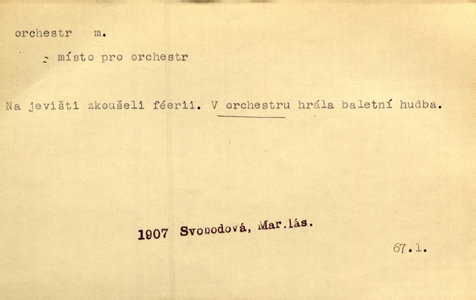 orchestr m.
: místo pro orchestr
Na jevišti zkoušeli féerii. V orchestru hrála baletní hudba.
1907 Svobodová, Mar.lás.
67.1.